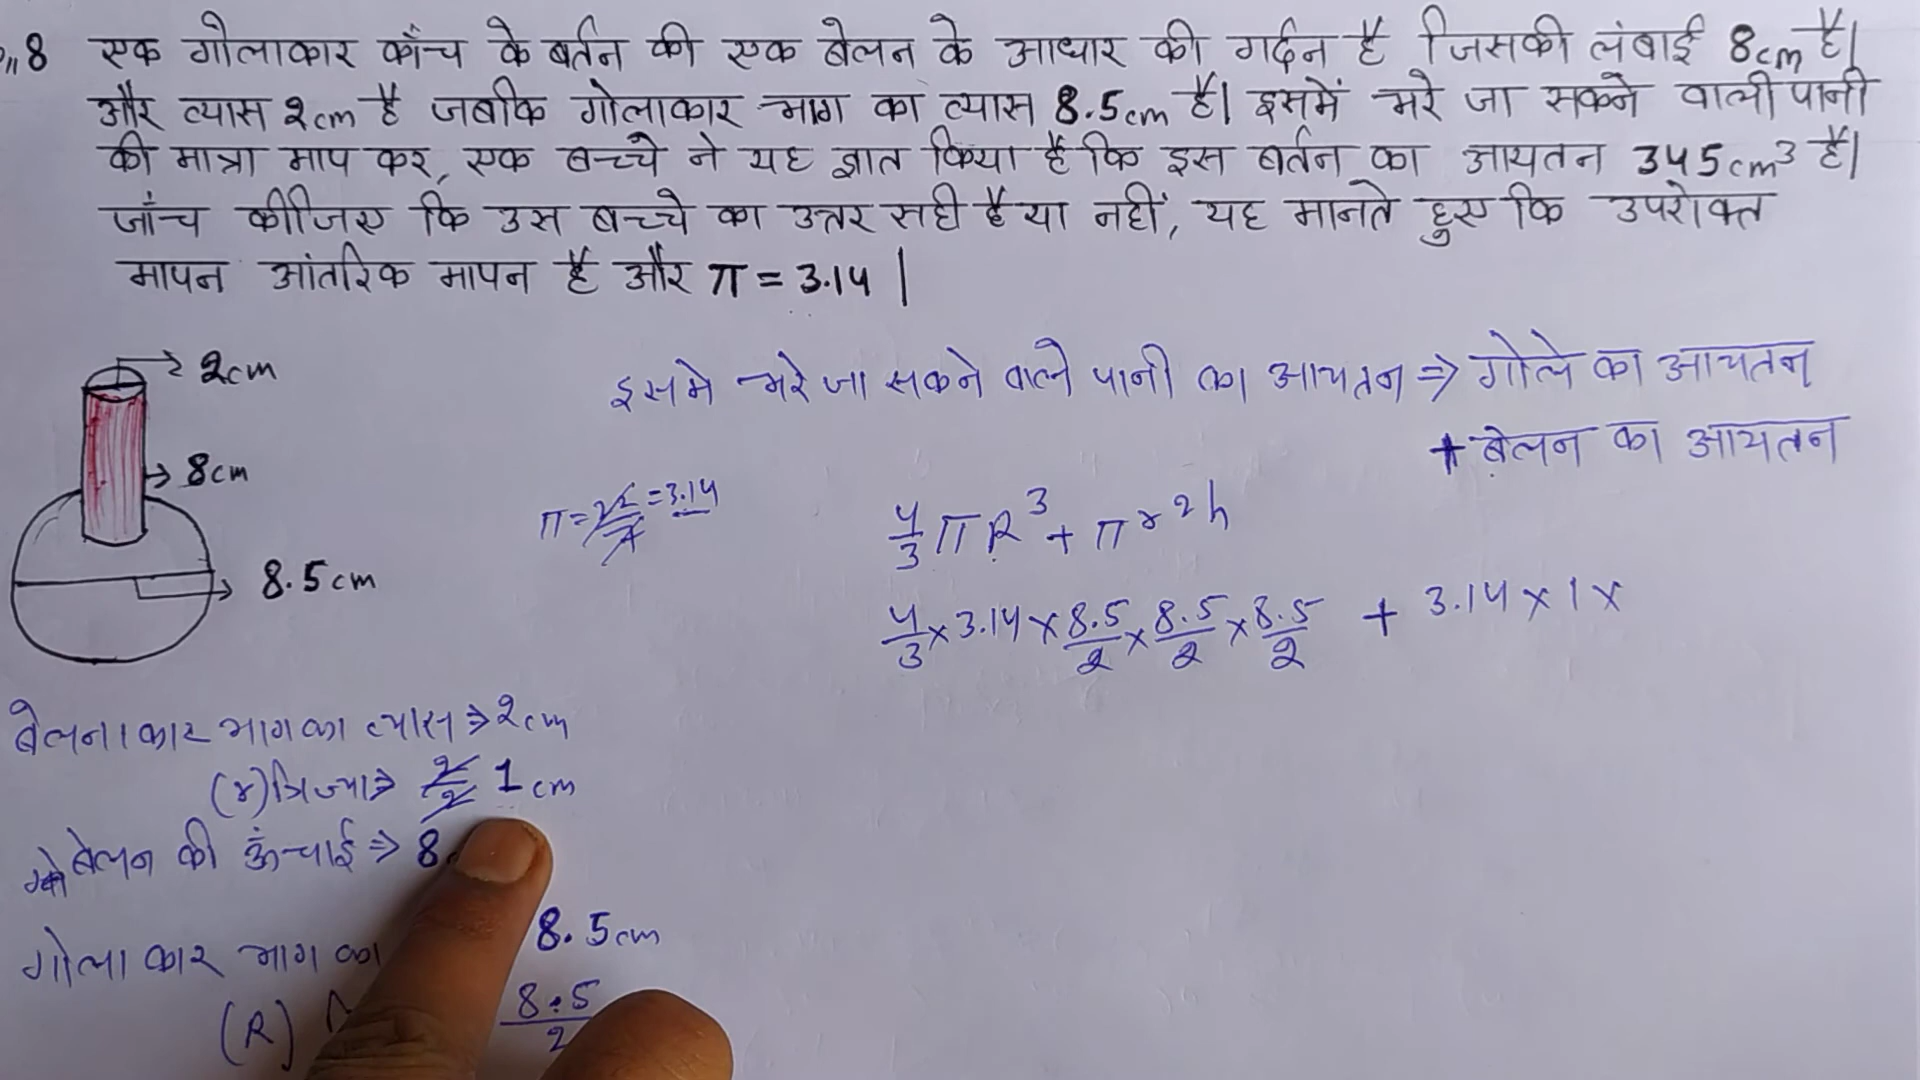 8 एक गोलाकार काँच के बर्तन की एक बेलन के आधार की गर्दन है जिसकी लंबाई 8cm है।
और व्यास 2cm है जबकि गोलाकार भाग का व्यास 8.5cm है। इसमें भरे जा सकने वाली पानी
की मात्रा माप कर, एक बच्चे ने यह ज्ञात किया है कि इस बर्तन का आयतन 345cm³ है।
जाँच कीजिए कि उस बच्चे का उत्तर सही है या नहीं, यह मानते हुए कि उपरोक्त
मापन आंतरिक मापन है और π = 3.14 |
2cm
8cm
8.5cm
इसमे भरे जा सकने वाले पानी का आयतन ⇒ गोले का आयतन
+ बेलन का आयतन
π = 22/7 = 3.14
4/3 πR³ + πr²h
4/3 × 3.14 × 8.5/2 × 8.5/2 × 8.5/2 + 3.14 × 1 ×
बेलनाकार भाग का व्यास ⇒ 2cm
(r) त्रिज्या ⇒ 2/2 1cm
बेलन की ऊंचाई ⇒ 8
गोलाकार भाग का 8.5cm
(R) 8.5/2